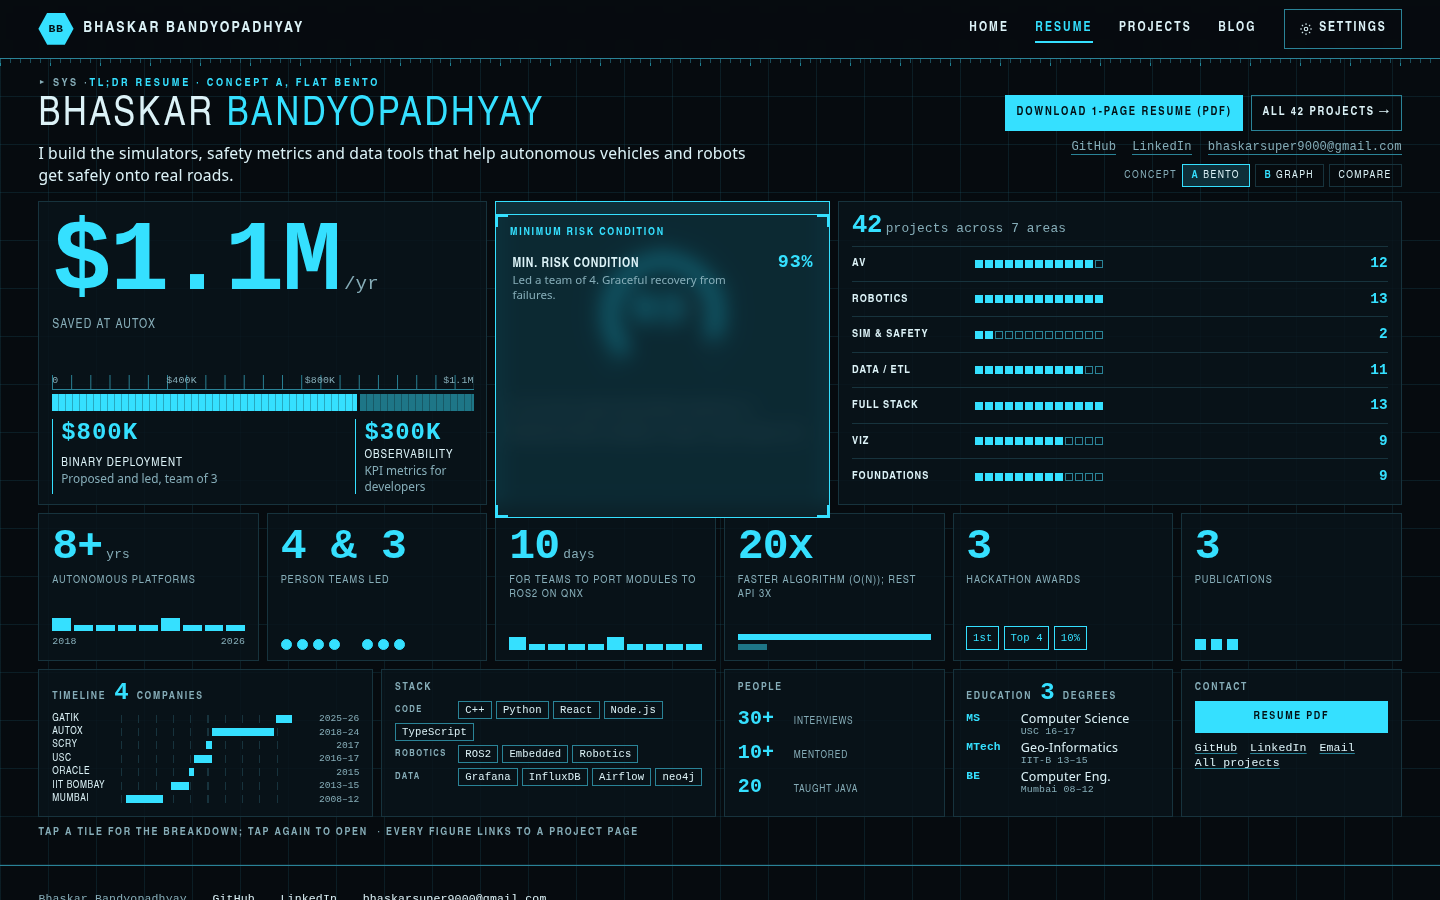 BB BHASKAR BANDYOPADHYAY
HOME RESUME PROJECTS BLOG SETTINGS
‣ SYS ·TL;DR RESUME · CONCEPT A, FLAT BENTO
BHASKAR BANDYOPADHYAY
I build the simulators, safety metrics and data tools that help autonomous vehicles and robots
get safely onto real roads.
DOWNLOAD 1-PAGE RESUME (PDF) ALL 42 PROJECTS →
GitHub LinkedIn bhaskarsuper9000@gmail.com
CONCEPT A BENTO B GRAPH COMPARE
$1.1M /yr
SAVED AT AUTOX
0 $400K $800K $1.1M
$800K
BINARY DEPLOYMENT
Proposed and led, team of 3
$300K
OBSERVABILITY
KPI metrics for
developers
MINIMUM RISK CONDITION
MIN. RISK CONDITION 93%
Led a team of 4. Graceful recovery from
failures.
42 projects across 7 areas
AV 12
ROBOTICS 13
SIM & SAFETY 2
DATA / ETL 11
FULL STACK 13
VIZ 9
FOUNDATIONS 9
8+ yrs
AUTONOMOUS PLATFORMS
2018 2026
4 & 3
PERSON TEAMS LED
10 days
FOR TEAMS TO PORT MODULES TO
ROS2 ON QNX
20x
FASTER ALGORITHM (O(N)); REST
API 3X
3
HACKATHON AWARDS
1st Top 4 10%
3
PUBLICATIONS
TIMELINE 4 COMPANIES
GATIK 2025–26
AUTOX 2018–24
SCRY 2017
USC 2016–17
ORACLE 2015
IIT BOMBAY 2013–15
MUMBAI 2008–12
STACK
CODE C++ Python React Node.js
TypeScript
ROBOTICS ROS2 Embedded Robotics
DATA Grafana InfluxDB Airflow neo4j
PEOPLE
30+ INTERVIEWS
10+ MENTORED
20 TAUGHT JAVA
EDUCATION 3 DEGREES
MS Computer Science
USC 16–17
MTech Geo-Informatics
IIT-B 13–15
BE Computer Eng.
Mumbai 08–12
CONTACT
RESUME PDF
GitHub LinkedIn Email
All projects
TAP A TILE FOR THE BREAKDOWN; TAP AGAIN TO OPEN · EVERY FIGURE LINKS TO A PROJECT PAGE
Bhaskar Bandyopadhyay GitHub LinkedIn bhaskarsuper9000@gmail.com